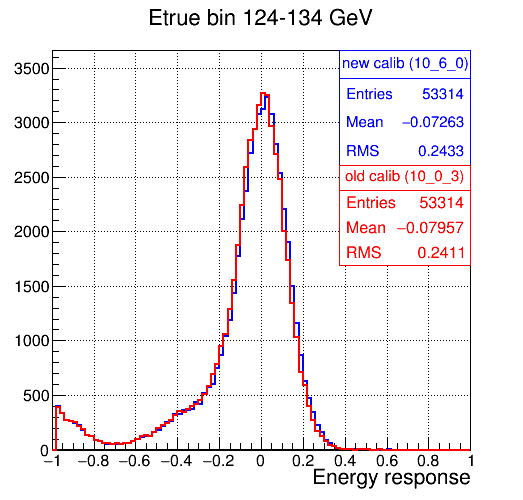 Etrue bin 124-134 GeV
new calib (10_6_0)
Entries 53314
Mean −0.07263
RMS 0.2433
old calib (10_0_3)
Entries 53314
Mean −0.07957
RMS 0.2411
3500
3000
2500
2000
1500
1000
500
0
−1 −0.8 −0.6 −0.4 −0.2 0 0.2 0.4 0.6 0.8 1
Energy response